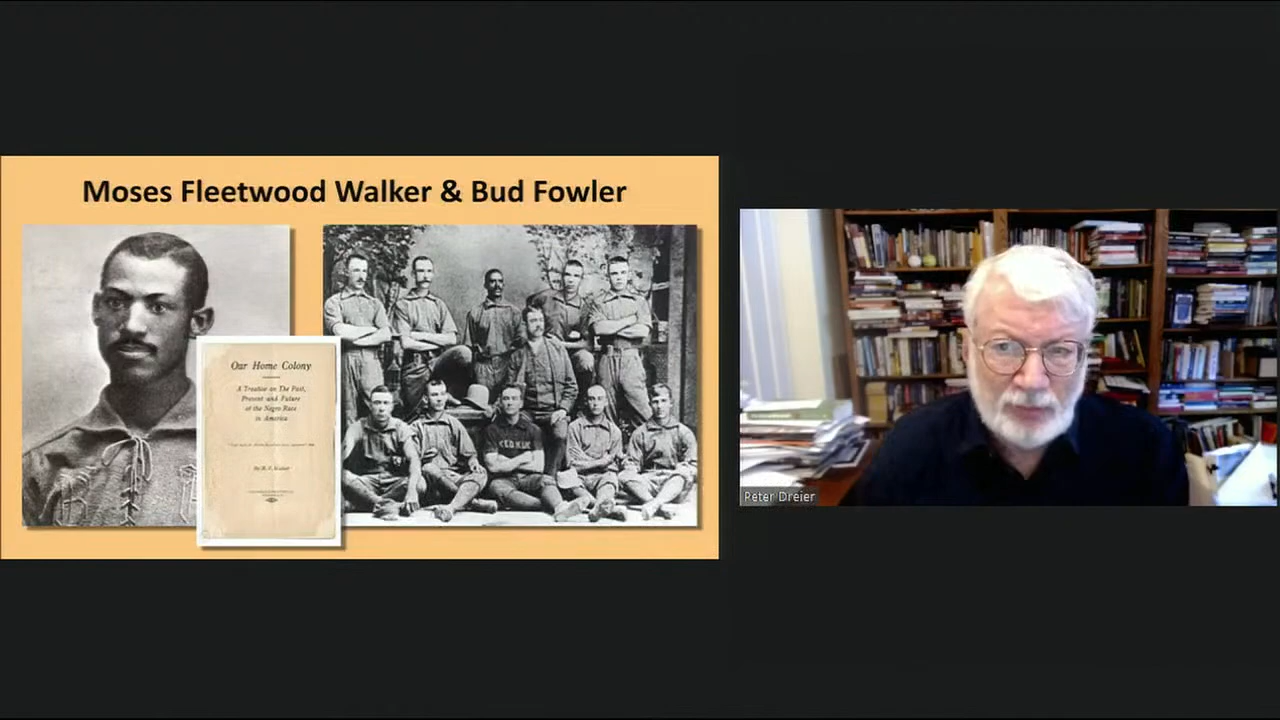 Moses Fleetwood Walker & Bud Fowler
Our Home Colony
A Treatise on The Past,
Present and Future
of the Negro Race
in America
Peter Dreier